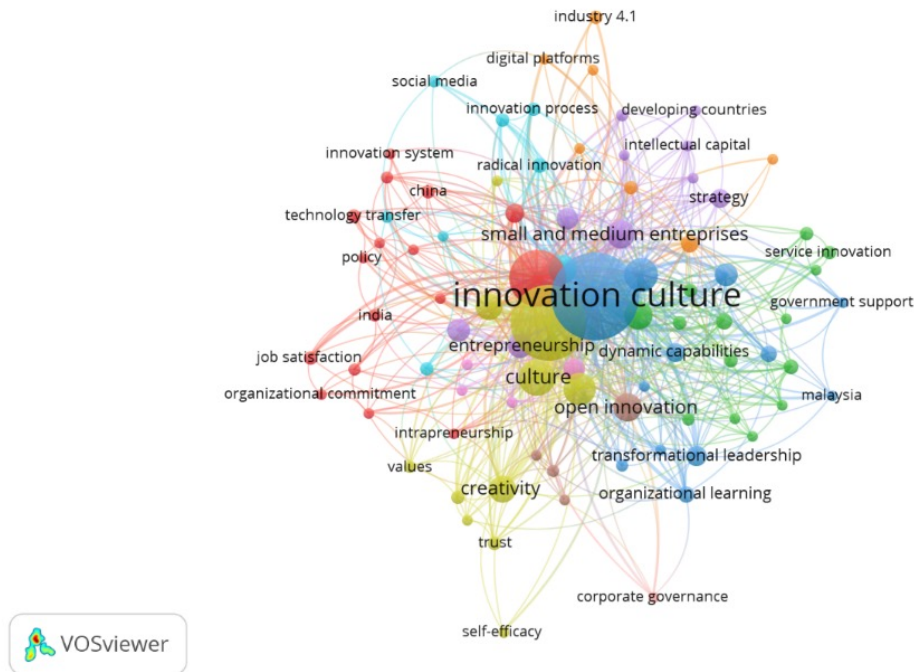 industry 4.1
digital platforms
social media
innovation process
developing countries
innovation system
intellectual capital
radical innovation
china
strategy
technology transfer
small and medium entreprises
policy
service innovation
innovation culture
government support
india
entrepreneurship
dynamic capabilities
job satisfaction
culture
organizational commitment
malaysia
open innovation
intrapreneurship
transformational leadership
values
creativity
organizational learning
trust
corporate governance
self-efficacy
VOSviewer